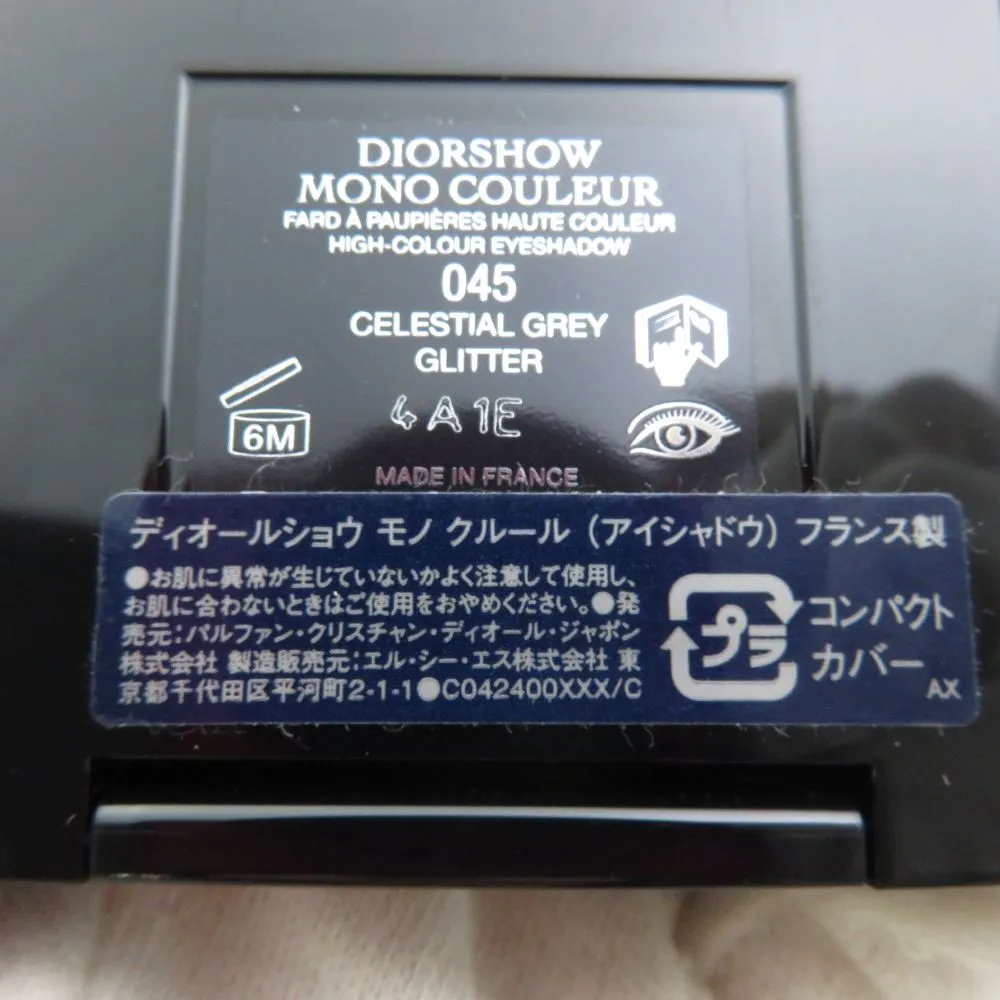 DIORSHOW
MONO COULEUR
FARD À PAUPIÈRES HAUTE COULEUR
HIGH-COLOUR EYESHADOW
045
CELESTIAL GREY
GLITTER
4A1E
6M
MADE IN FRANCE
ディオールショウ モノ クルール（アイシャドウ）フランス製
●お肌に異常が生じていないかよく注意して使用し、
お肌に合わないときはご使用をおやめください。●発
売元：パルファン・クリスチャン・ディオール・ジャポン
株式会社 製造販売元：エル・シー・エス株式会社 東
京都千代田区平河町2-1-1●C042400XXX/C
プラ
コンパクト
カバー
AX